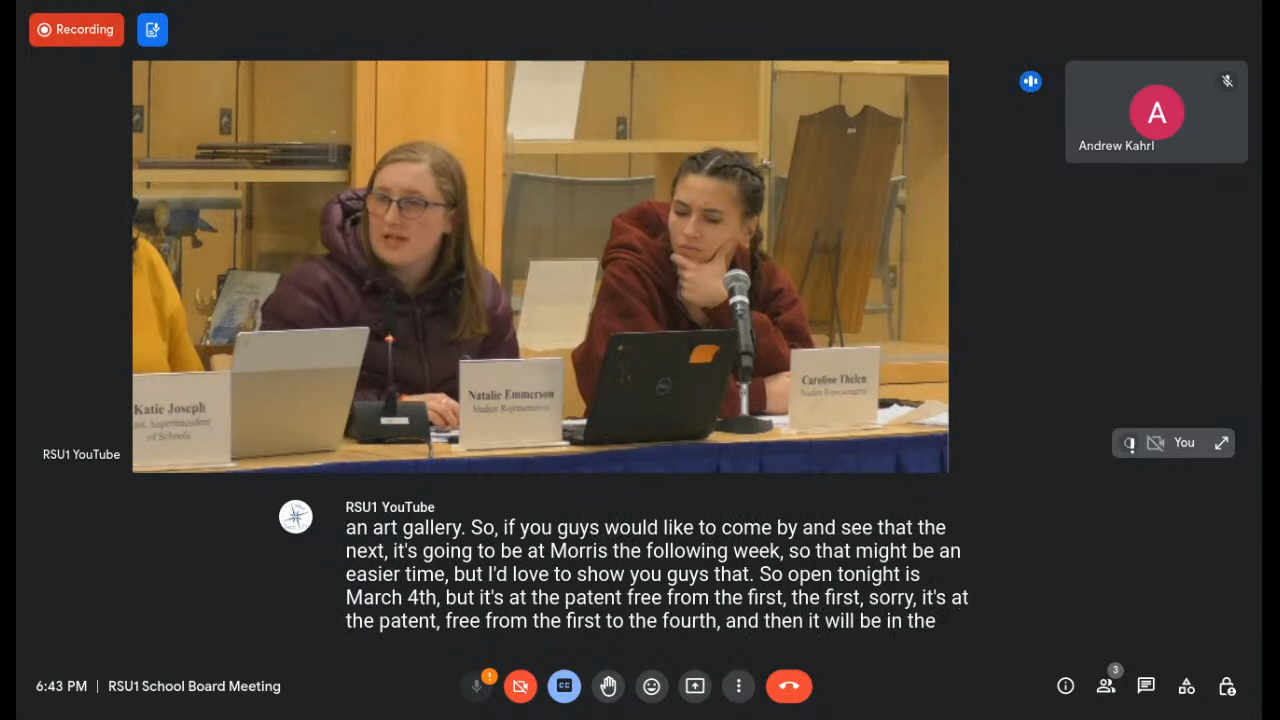 Recording
A
Andrew Kahrl
Katie Joseph
Asst. Superintendent
of Schools
Natalie Emmerson
Student Representative
Caroline Thelen
Student Representative
RSU1 YouTube
You
RSU1 YouTube
an art gallery. So, if you guys would like to come by and see that the
next, it's going to be at Morris the following week, so that might be an
easier time, but I'd love to show you guys that. So open tonight is
March 4th, but it's at the patent free from the first, the first, sorry, it's at
the patent, free from the first to the fourth, and then it will be in the
!
CC
3
6:43 PM | RSU1 School Board Meeting